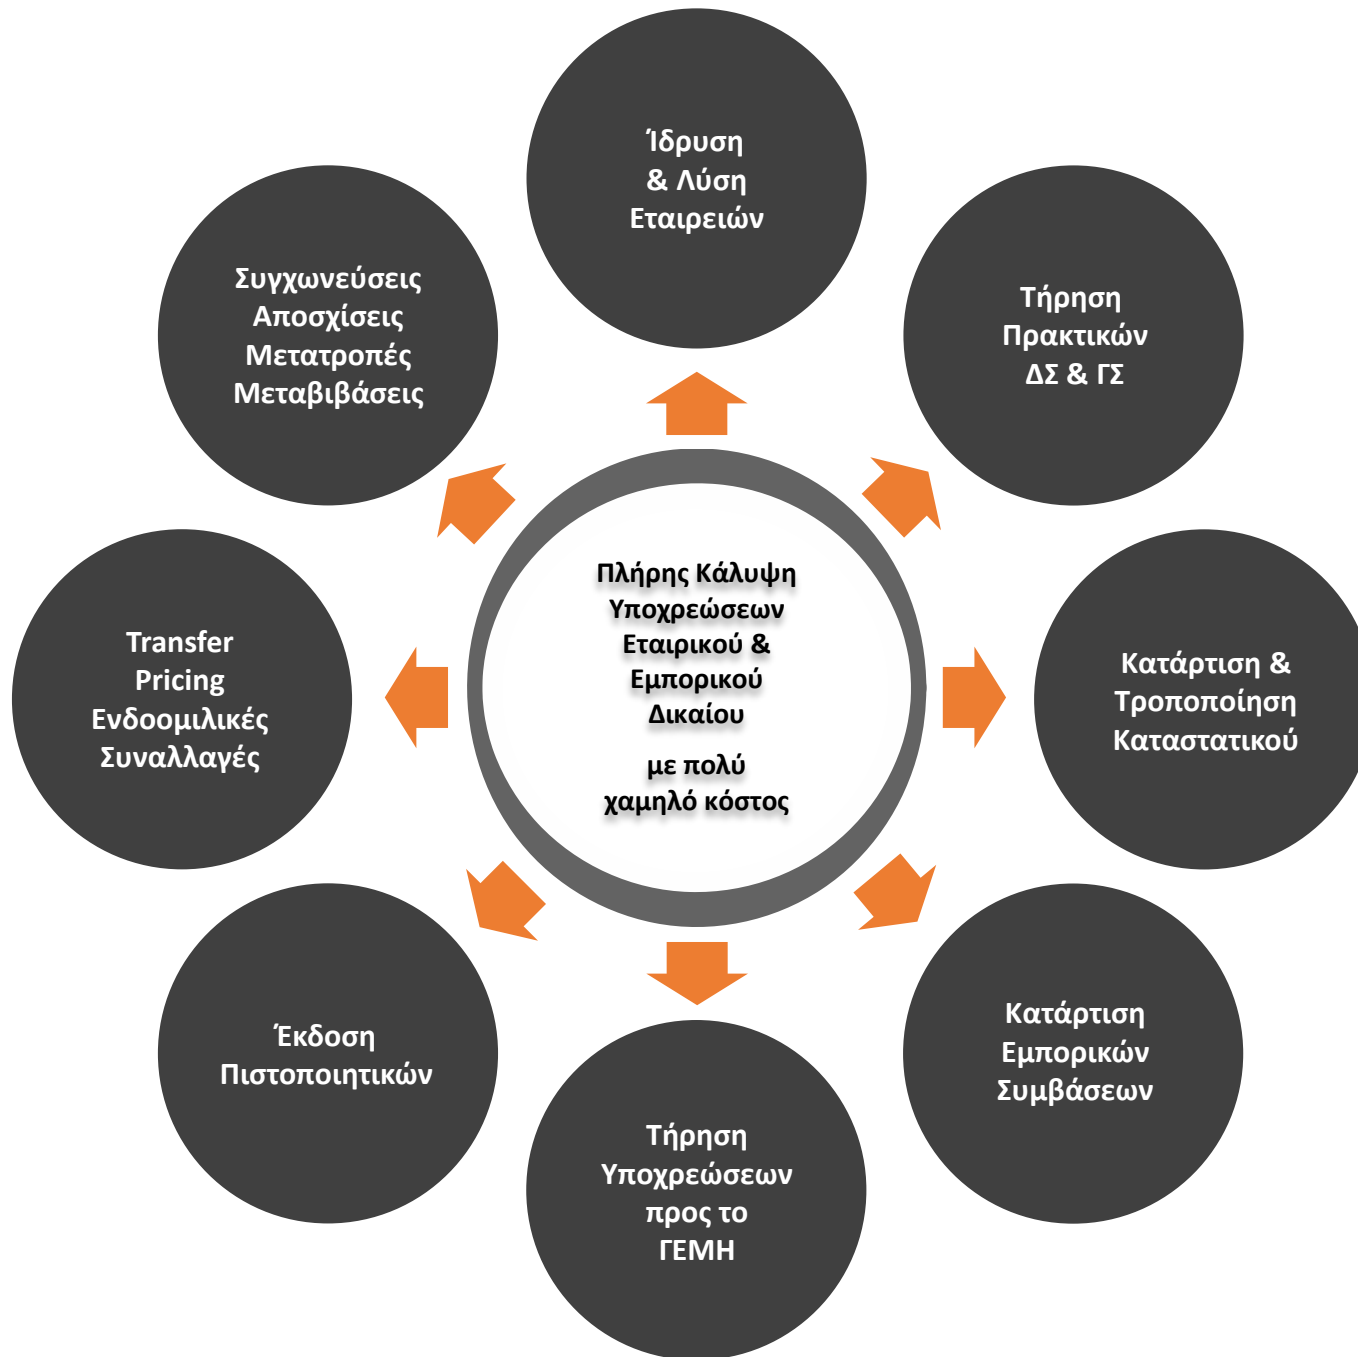 Ίδρυση
& Λύση
Εταιρειών
Συγχωνεύσεις
Αποσχίσεις
Μετατροπές
Μεταβιβάσεις
Τήρηση
Πρακτικών
ΔΣ & ΓΣ
Πλήρης Κάλυψη
Υποχρεώσεων
Εταιρικού &
Εμπορικού
Δικαίου
με πολύ
χαμηλό κόστος
Transfer
Pricing
Ενδοομιλικές
Συναλλαγές
Κατάρτιση &
Τροποποίηση
Καταστατικού
Έκδοση
Πιστοποιητικών
Κατάρτιση
Εμπορικών
Συμβάσεων
Τήρηση
Υποχρεώσεων
προς το
ΓΕΜΗ